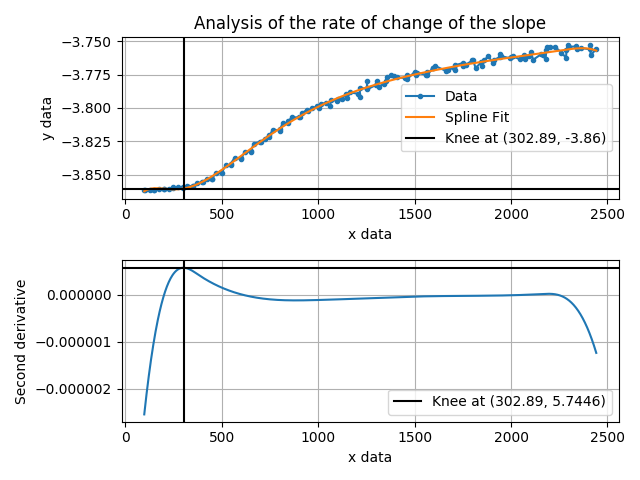 Analysis of the rate of change of the slope
−3.750
−3.775
−3.800
−3.825
−3.850
y data
Data
Spline Fit
Knee at (302.89, -3.86)
0 500 1000 1500 2000 2500
x data
0.000000
−0.000001
−0.000002
Second derivative
Knee at (302.89, 5.7446)
0 500 1000 1500 2000 2500
x data